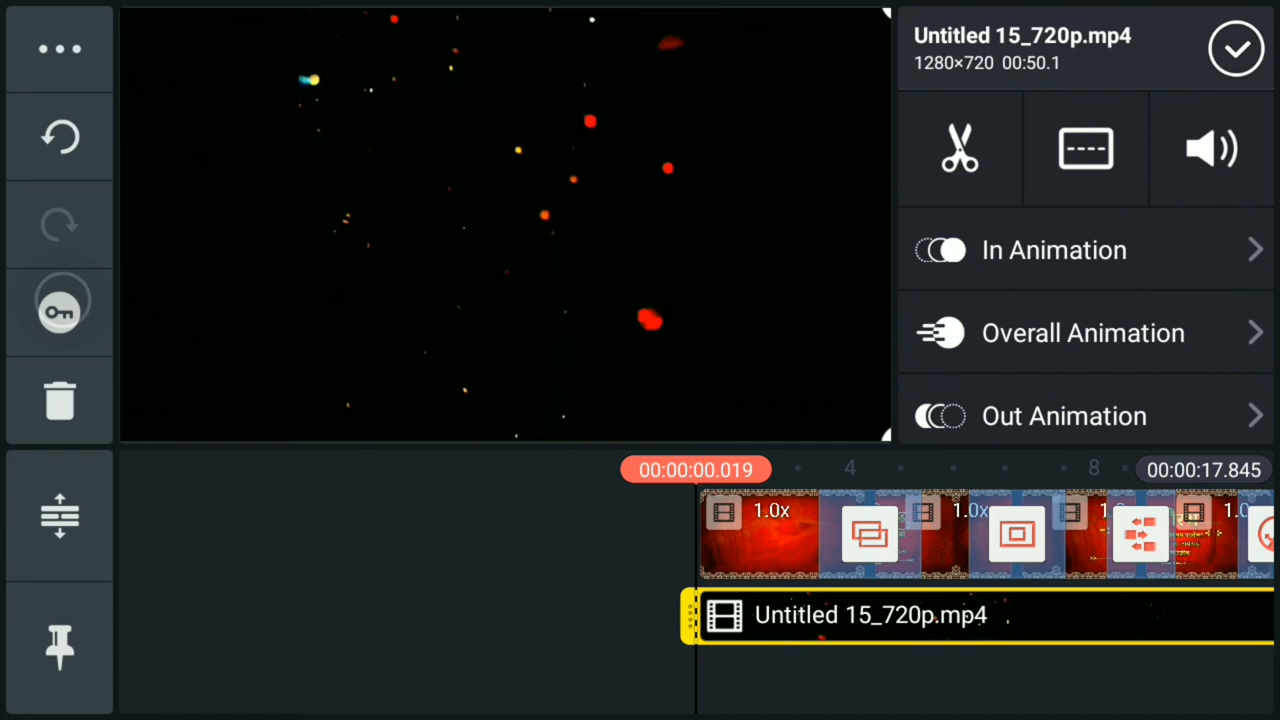 Untitled 15_720p.mp4
1280×720 00:50.1
In Animation
Overall Animation
Out Animation
00:00:00.019
4
8
00:00:17.845
1.0x
1.0x
Untitled 15_720p.mp4